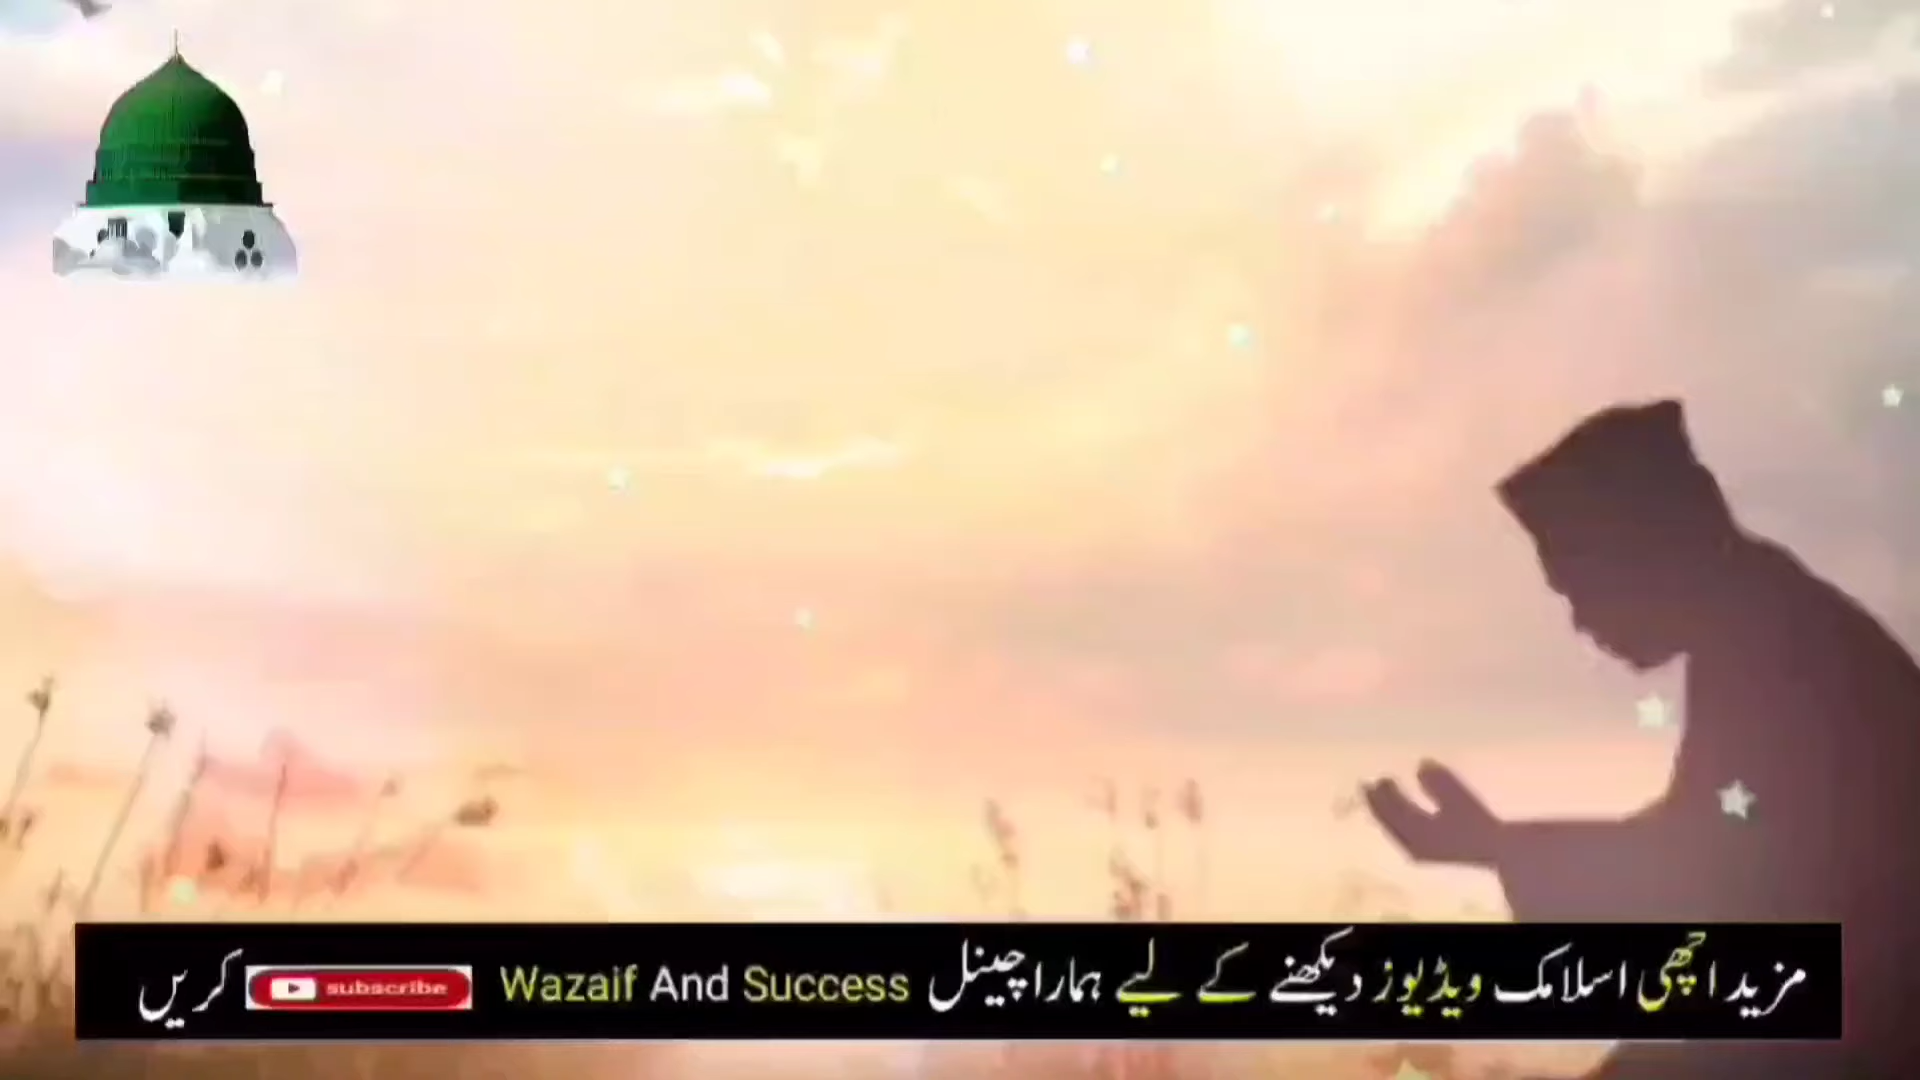 مزید اچھی اسلامک ویڈیوز دیکھنے کے لیے ہمارا چینل Wazaif And Success subscribe کریں